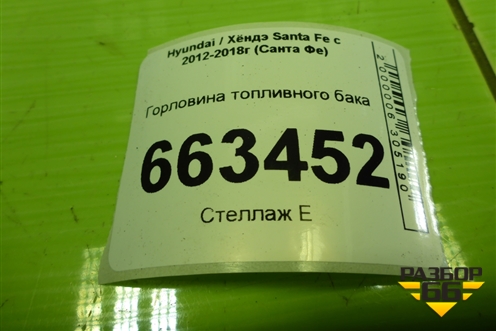 Hyundai / Хёндэ Santa Fe с
2012-2018г (Санта Фе)
Горловина топливного бака
663452
Стеллаж Е
2000006305190
РАЗБОР
66